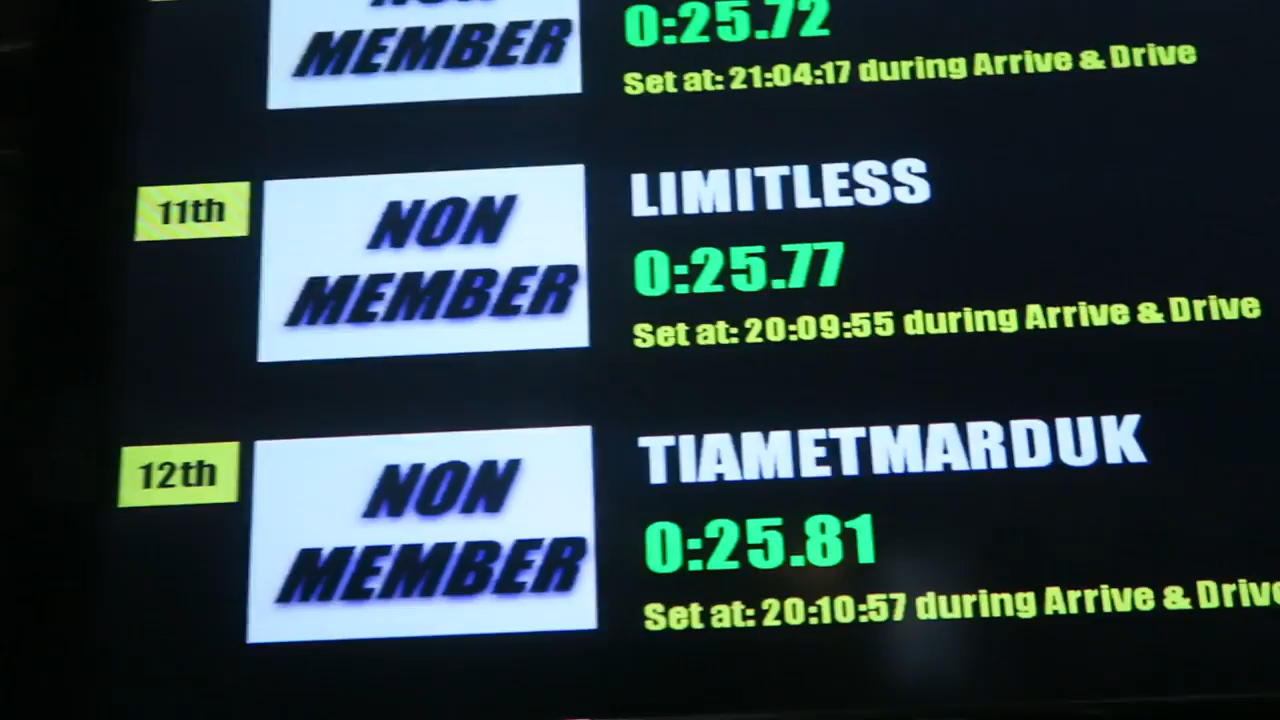 MEMBER
0:25.72
Set at: 21:04:17 during Arrive & Drive
11th
NON
MEMBER
LIMITLESS
0:25.77
Set at: 20:09:55 during Arrive & Drive
12th
NON
MEMBER
TIAMETMARDUK
0:25.81
Set at: 20:10:57 during Arrive & Drive